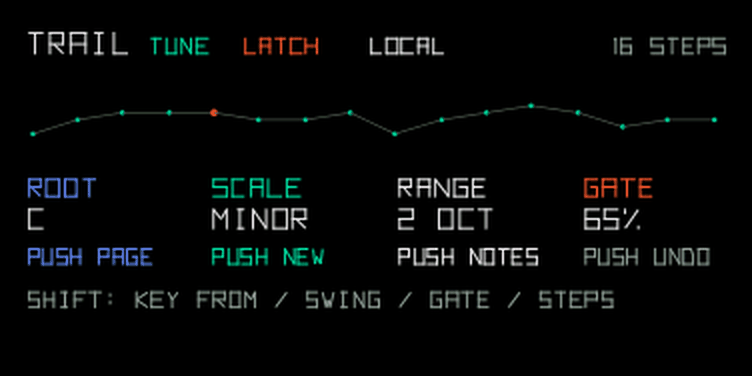 TRAIL TUNE LATCH LOCAL 16 STEPS
ROOT SCALE RANGE GATE
C MINOR 2 OCT 65%
PUSH PAGE PUSH NEW PUSH NOTES PUSH UNDO
SHIFT: KEY FROM / SWING / GATE / STEPS